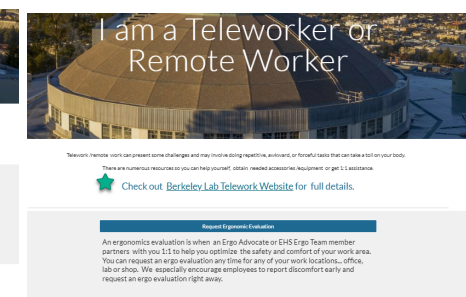 I am a Teleworker or
Remote Worker
Telework /remote work can present some challenges and may involve doing repetitive, awkward, or forceful tasks that can take a toll on your body.
There are numerous resources so you can help yourself, obtain needed accessories /equipment or get 1:1 assistance.
Check out Berkeley Lab Telework Website for full details.
Request Ergonomic Evaluation
An ergonomics evaluation is when an Ergo Advocate or EHS Ergo Team member
partners with you 1:1 to help you optimize the safety and comfort of your work area.
You can request an ergo evaluation any time for any of your work locations... office,
lab or shop. We especially encourage employees to report discomfort early and
request an ergo evaluation right away.